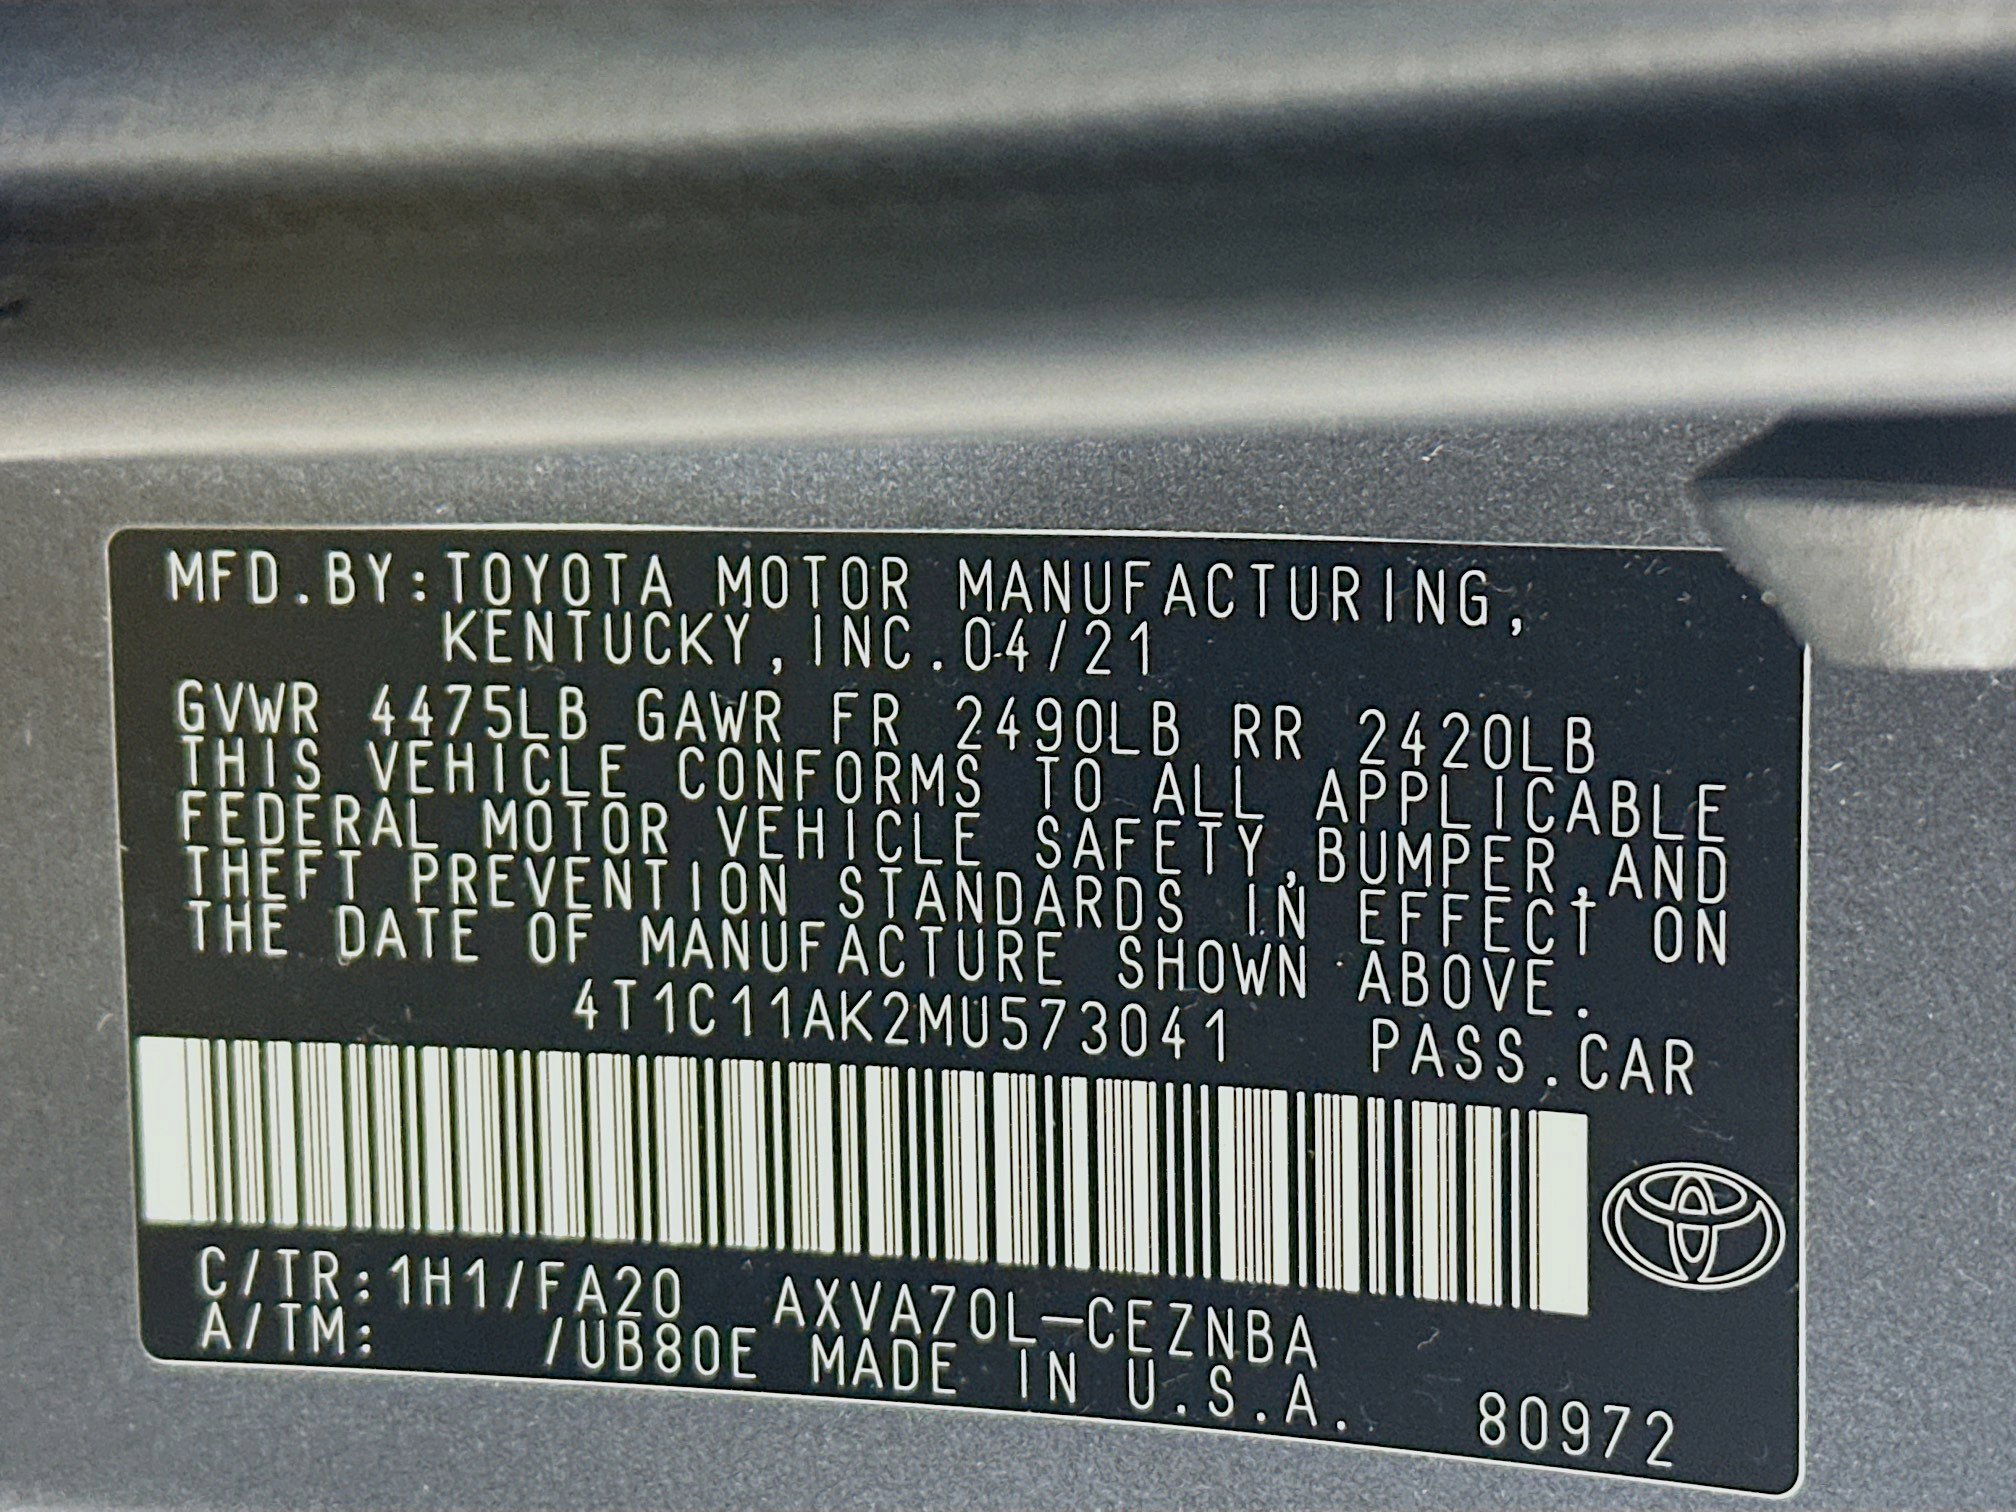 MFD.BY:TOYOTA MOTOR MANUFACTURING,
KENTUCKY, INC. 04/21
GVWR 4475LB GAWR FR 2490LB RR 2420LB
THIS VEHICLE CONFORMS TO ALL APPLICABLE
FEDERAL MOTOR VEHICLE SAFETY,BUMPER,AND
THEFT PREVENTION STANDARDS IN EFFECT ON
THE DATE OF MANUFACTURE SHOWN ABOVE.
4T1C11AK2MU573041 PASS.CAR
C/TR:1H1/FA20 AXVA70L-CEZNBA
A/TM: /UB80E MADE IN U.S.A.
80972